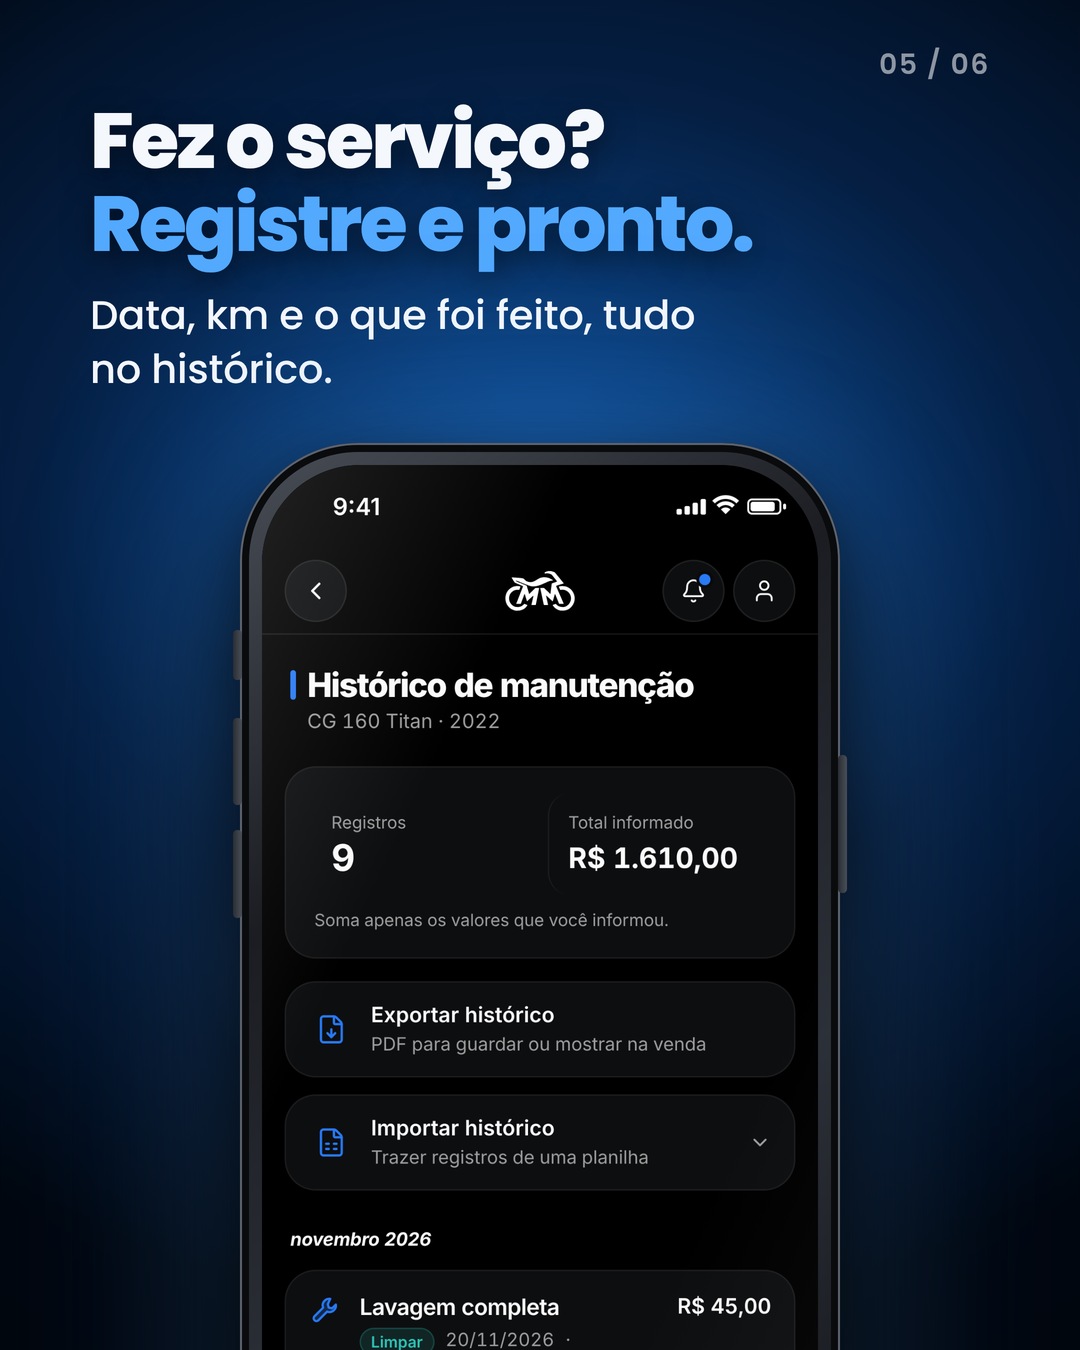 05 / 06
Fez o serviço?
Registre e pronto.
Data, km e o que foi feito, tudo
no histórico.
9:41
MM
Histórico de manutenção
CG 160 Titan · 2022
Registros
9
Total informado
R$ 1.610,00
Soma apenas os valores que você informou.
Exportar histórico
PDF para guardar ou mostrar na venda
Importar histórico
Trazer registros de uma planilha
novembro 2026
Lavagem completa
R$ 45,00
Limpar 20/11/2026 ·